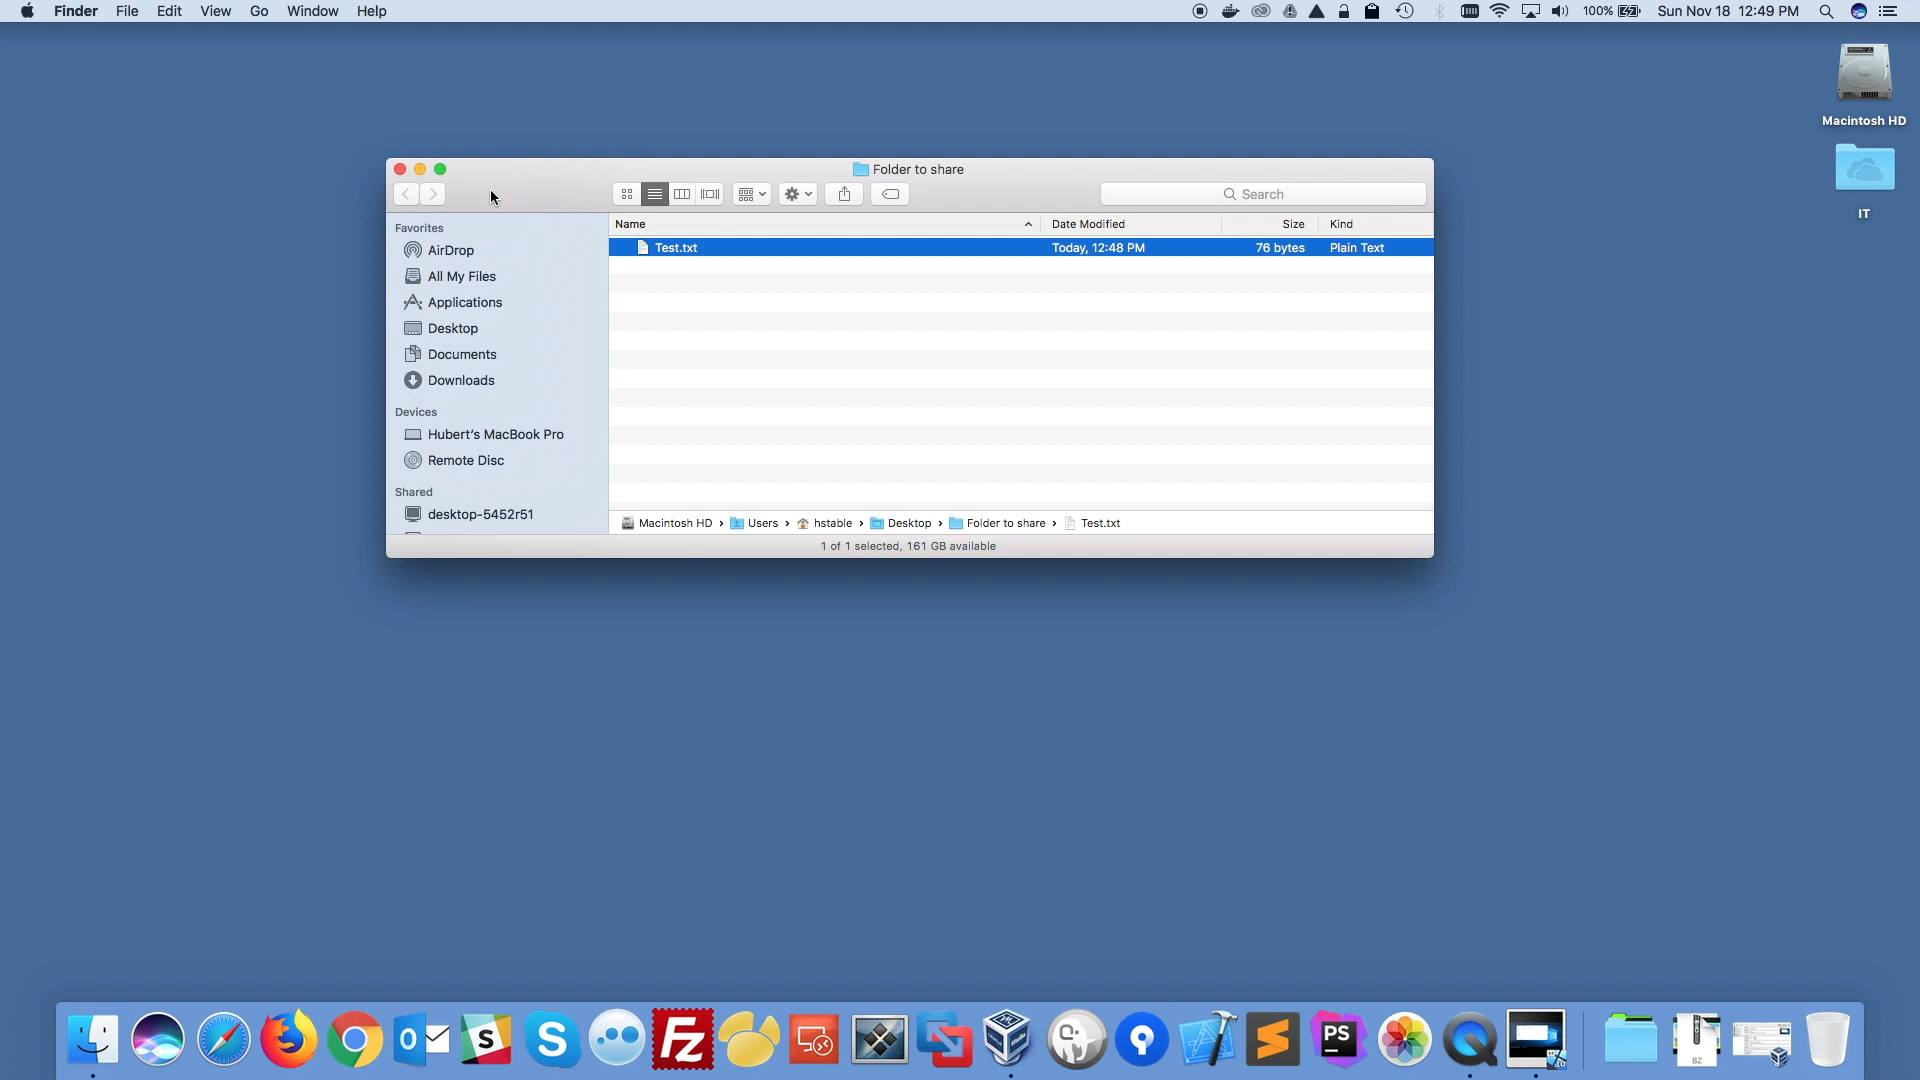 Finder File Edit View Go Window Help 100% Sun Nov 18 12:49 PM
Macintosh HD
IT
Folder to share
Search
Name Date Modified Size Kind
Test.txt Today, 12:48 PM 76 bytes Plain Text
Favorites
AirDrop
All My Files
Applications
Desktop
Documents
Downloads
Devices
Hubert's MacBook Pro
Remote Disc
Shared
desktop-5452r51
Macintosh HD › Users › hstable › Desktop › Folder to share › Test.txt
1 of 1 selected, 161 GB available
O S S FZ PS BZ